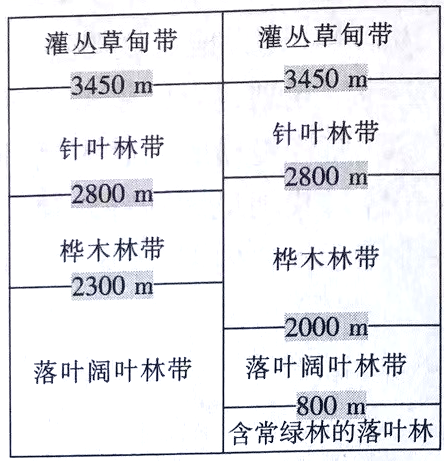 灌丛草甸带
3450 m
针叶林带
2800 m
桦木林带
2300 m
落叶阔叶林带
灌丛草甸带
3450 m
针叶林带
2800 m
桦木林带
2000 m
落叶阔叶林带
800 m
含常绿林的落叶林